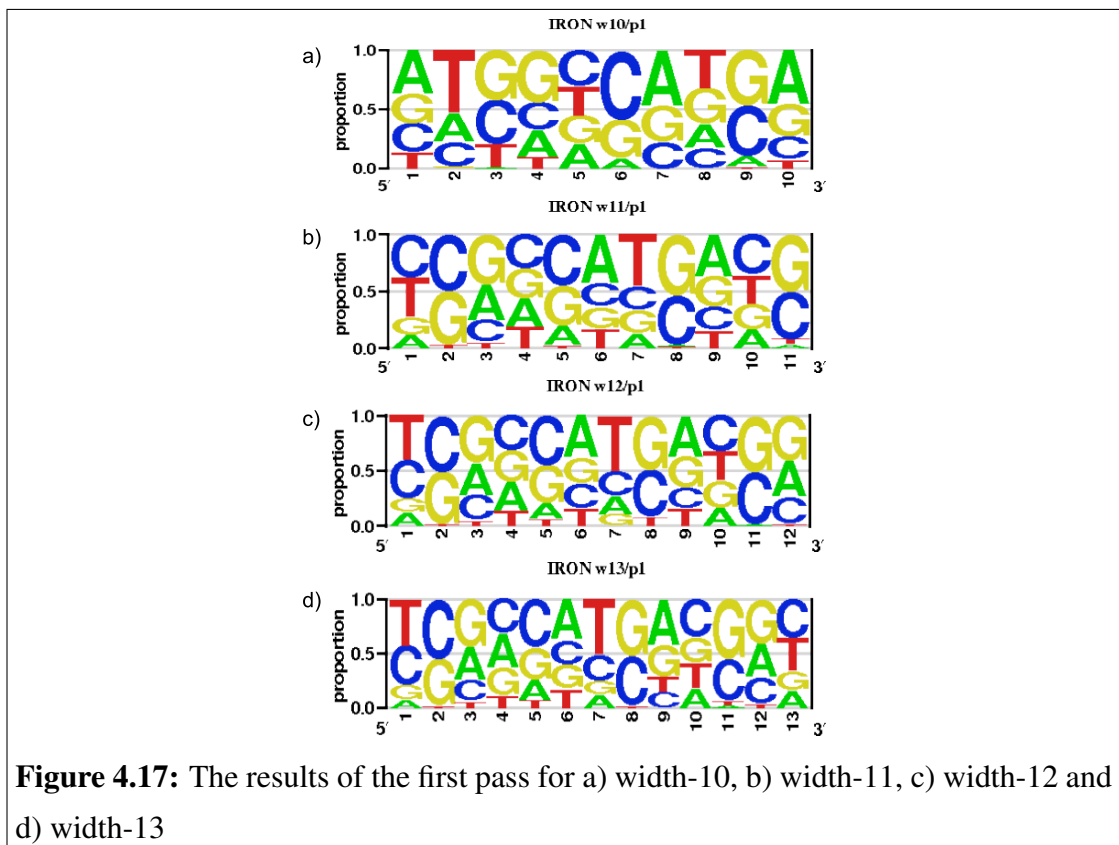 IRON w10/p1
a)
proportion
1.0
0.5
0.0
A T G G C C A T G A
G A C C T G G G C G
C C T A G A C A A C
T T A C T
5′ 1 2 3 4 5 6 7 8 9 10 3′
IRON w11/p1
b)
proportion
1.0
0.5
0.0
C C G C C A T G A C G
T G A G G C C C G T C
G T C A A G G C G T
A T T T T A T A
5′ 1 2 3 4 5 6 7 8 9 10 11 3′
IRON w12/p1
c)
proportion
1.0
0.5
0.0
T C G C C A T G A C G G
C G A G G G C C G T C A
G T C A A C A T C G C
A T T T T G T A
5′ 1 2 3 4 5 6 7 8 9 10 11 12 3′
IRON w13/p1
d)
proportion
1.0
0.5
0.0
T C G C C A T G A C G G C
C G A A G C C C G G C A T
G T C G A G G T T T T C G
A T T T T A C A T A
5′ 1 2 3 4 5 6 7 8 9 10 11 12 13 3′
Figure 4.17: The results of the first pass for a) width-10, b) width-11, c) width-12 and
d) width-13